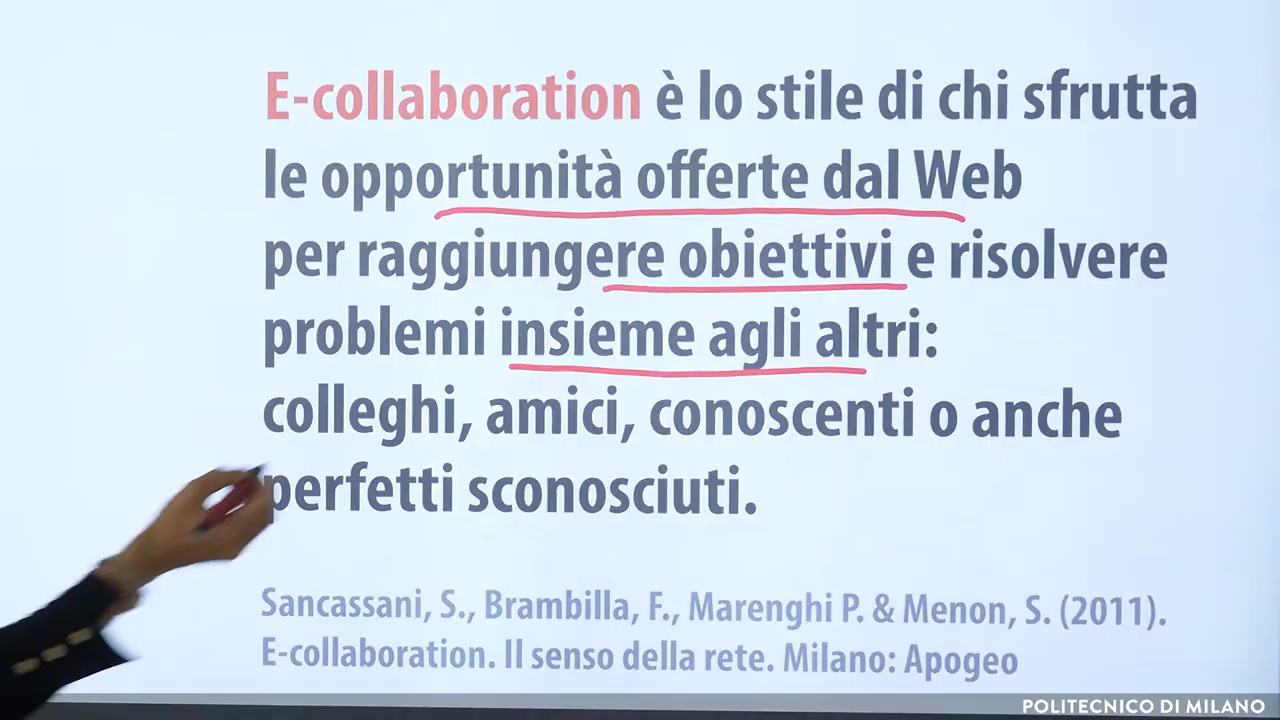 E-collaboration è lo stile di chi sfrutta
le opportunità offerte dal Web
per raggiungere obiettivi e risolvere
problemi insieme agli altri:
colleghi, amici, conoscenti o anche
perfetti sconosciuti.
Sancassani, S., Brambilla, F., Marenghi P. & Menon, S. (2011).
E-collaboration. Il senso della rete. Milano: Apogeo
POLITECNICO DI MILANO